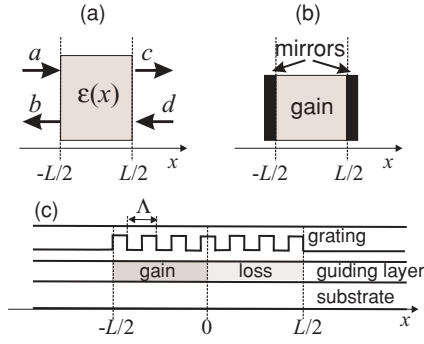 (a)
a
c
ε(x)
b
d
-L/2
L/2
x
(b)
mirrors
gain
-L/2
L/2
x
(c)
Λ
grating
gain
loss
guiding layer
substrate
-L/2
0
L/2
x